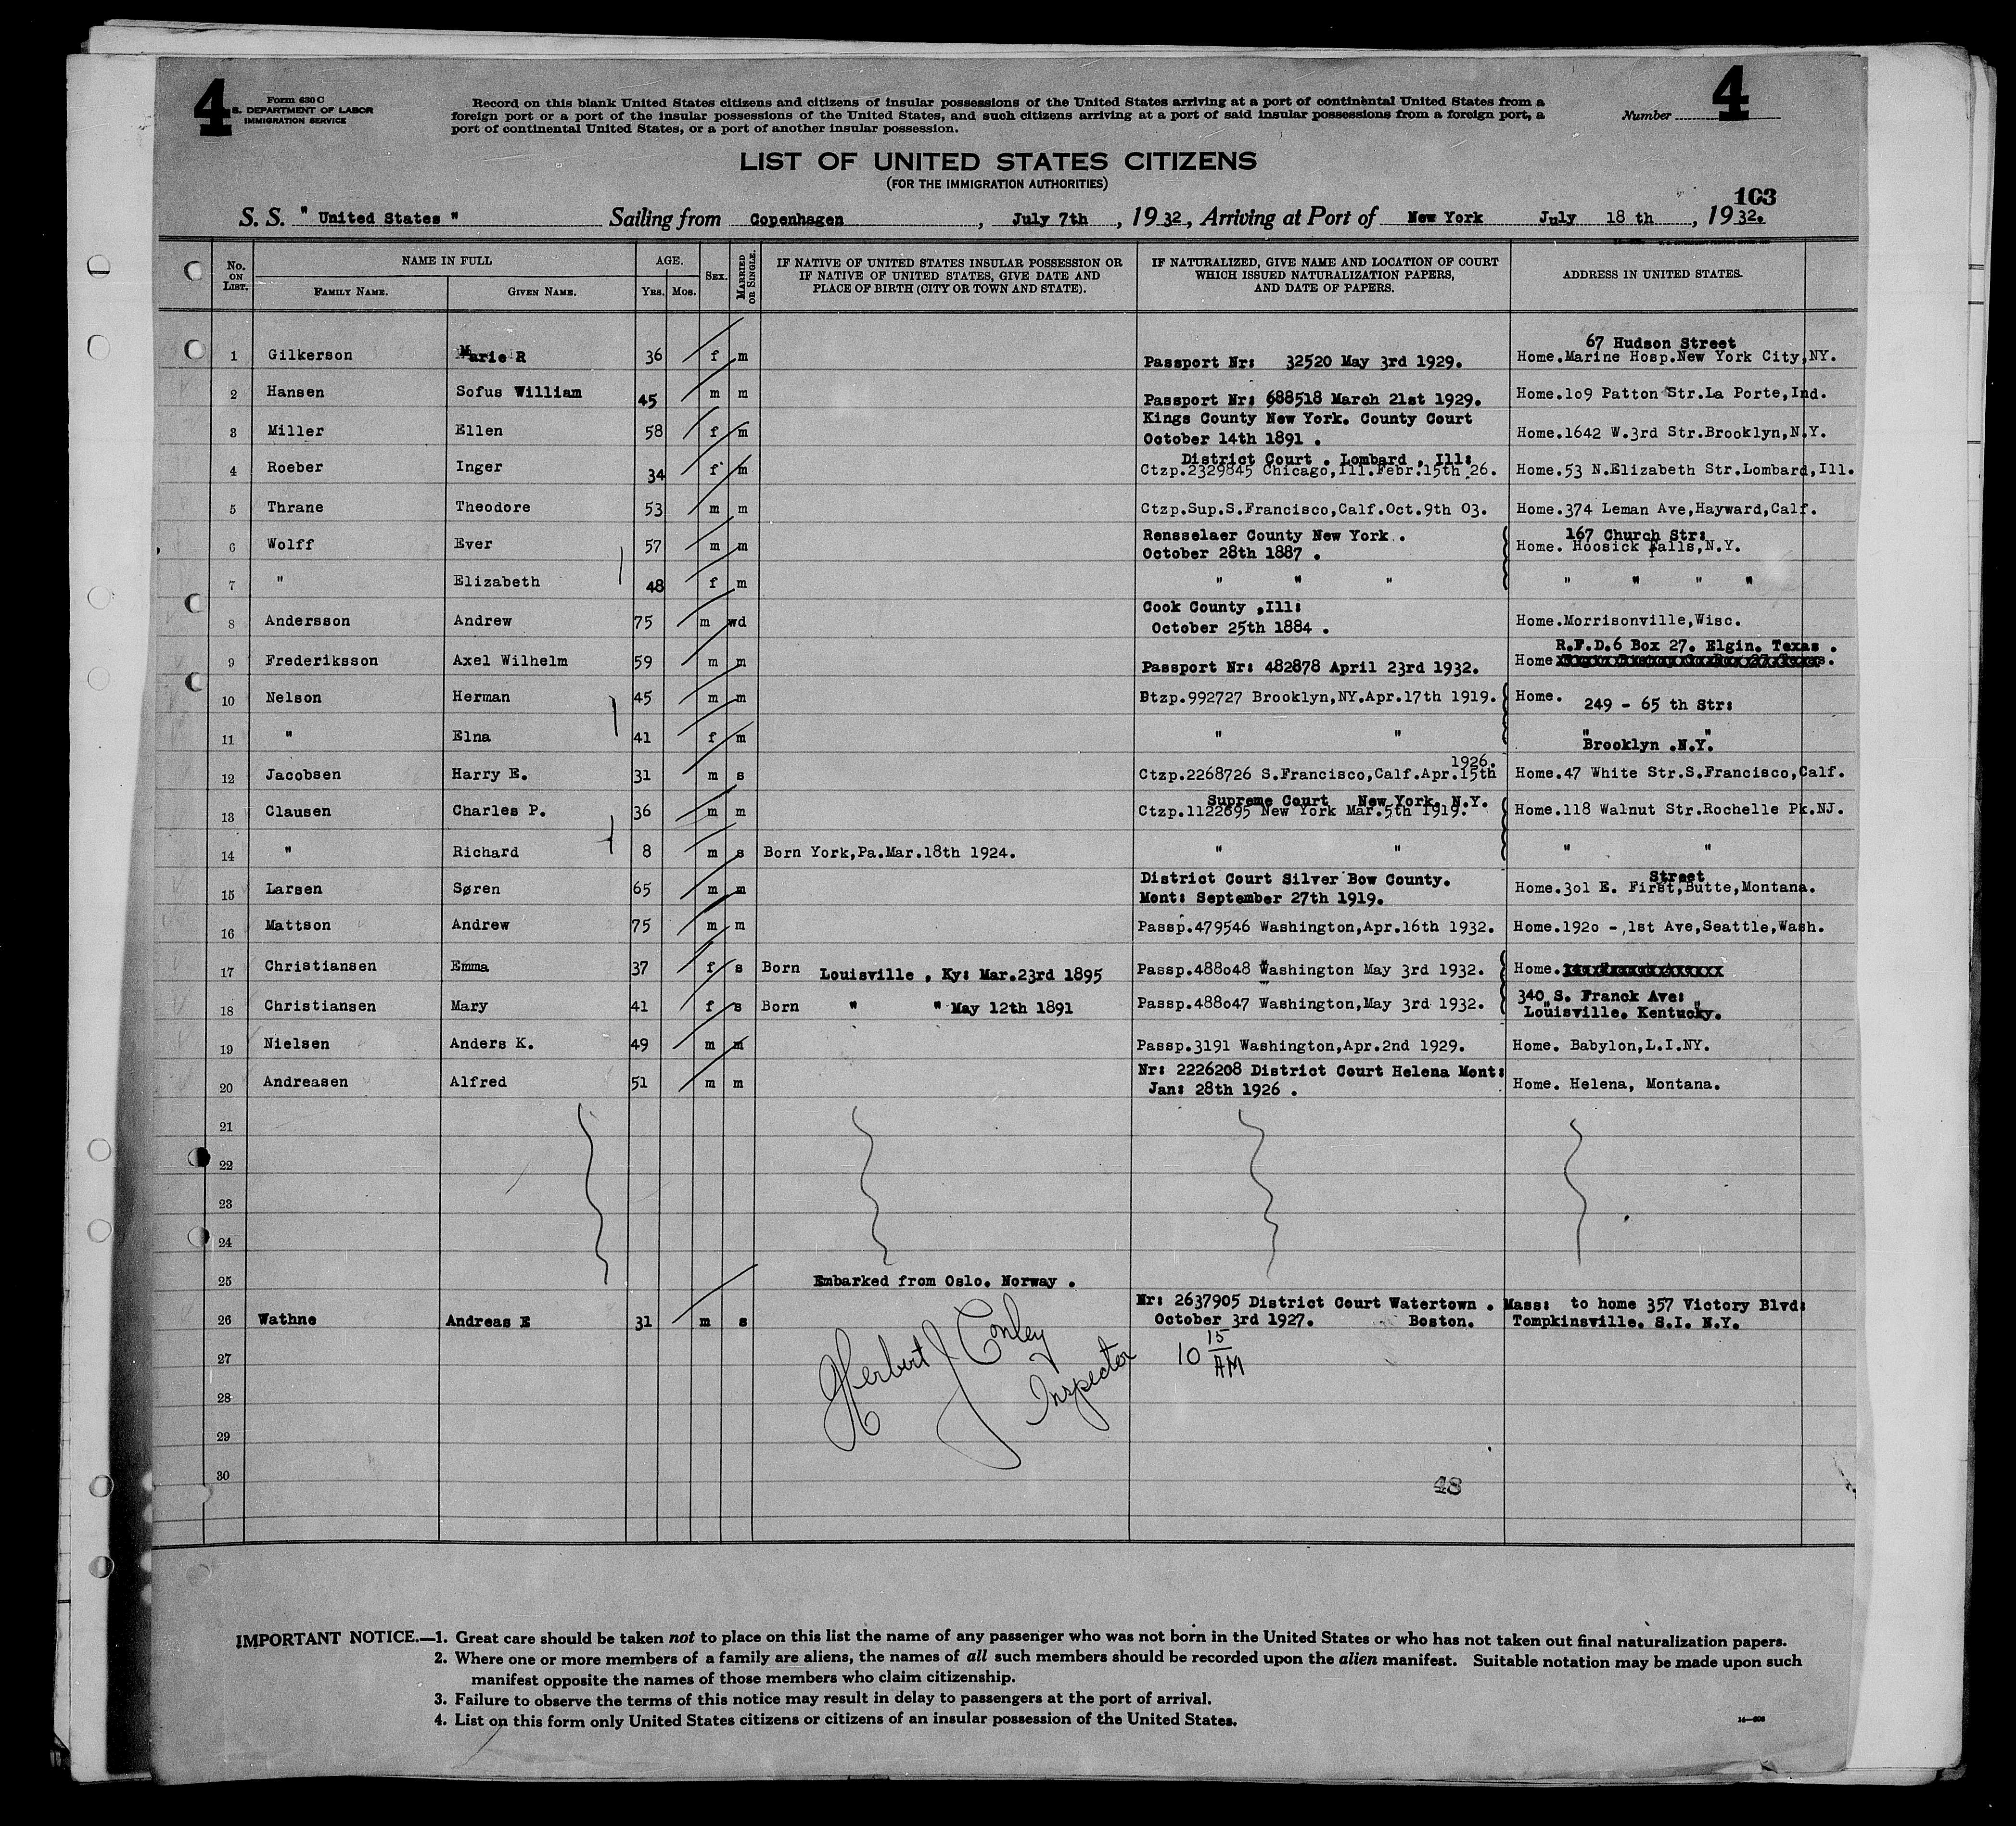 4
Form 630 C
S. DEPARTMENT OF LABOR
IMMIGRATION SERVICE
Record on this blank United States citizens and citizens of insular possessions of the United States arriving at a port of continental United States from a
foreign port or a port of the insular possessions of the United States, and such citizens arriving at a port of said insular possessions from a foreign port, a
port of continental United States, or a port of another insular possession.
Number 4
LIST OF UNITED STATES CITIZENS
(FOR THE IMMIGRATION AUTHORITIES)
163
S. S. " United States " Sailing from Copenhagen , July 7th , 19 32, Arriving at Port of New York July 18 th , 19 32.
No. ON LIST. NAME IN FULL FAMILY NAME. GIVEN NAME. AGE. YRS. MOS. SEX. MARRIED OR SINGLE. IF NATIVE OF UNITED STATES INSULAR POSSESSION OR IF NATIVE OF UNITED STATES, GIVE DATE AND PLACE OF BIRTH (CITY OR TOWN AND STATE). IF NATURALIZED, GIVE NAME AND LOCATION OF COURT WHICH ISSUED NATURALIZATION PAPERS, AND DATE OF PAPERS. ADDRESS IN UNITED STATES.
67 Hudson Street
1 Gilkerson Marie R 36 f m Passport Nr: 32520 May 3rd 1929. Home.Marine Hosp.New York City,NY.
2 Hansen Sofus William 45 m m Passport Nr: 688518 March 21st 1929. Home.1o9 Patton Str.La Porte,Ind.
Kings County New York. County Court
3 Miller Ellen 58 f m October 14th 1891 . Home.1642 W.3rd Str.Brooklyn,N.Y.
District Court . Lombard . Ill:
4 Roeber Inger 34 f m Ctzp.2329845 Chicago,Ill.Febr.15th 26. Home.53 N.Elizabeth Str.Lombard,Ill.
5 Thrane Theodore 53 m m Ctzp.Sup.S.Francisco,Calf.Oct.9th 03. Home.374 Leman Ave,Hayward,Calf.
Rensselaer County New York . 167 Church Str:
6 Wolff Ever 57 m m October 28th 1887 . Home. Hoosick Falls,N.Y.
7 " Elizabeth 48 f m " " " " " " "
Cook County ,Ill:
8 Andersson Andrew 75 m wd October 25th 1884 . Home.Morrisonville,Wisc.
R.F.D.6 Box 27. Elgin. Texas .
9 Frederiksson Axel Wilhelm 59 m m Passport Nr: 482878 April 23rd 1932. Home
10 Nelson Herman 45 m m Ctzp.992727 Brooklyn,NY.Apr.17th 1919. Home. 249 - 65 th Str:
11 " Elna 41 f m " " " "
Brooklyn .N.Y.
1926.
12 Jacobsen Harry E. 31 m s Ctzp.2268726 S.Francisco,Calf.Apr.15th Home.47 White Str.S.Francisco,Calf.
Supreme Court New York. N.Y.
13 Clausen Charles P. 36 m m Ctzp.1122695 New York Mar.5th 1919. Home.118 Walnut Str.Rochelle Pk.NJ.
14 " Richard 8 m s Born York,Pa.Mar.18th 1924. " " " "
District Court Silver Bow County. Street
15 Larsen Søren 65 m m Mont: September 27th 1919. Home.3o1 E. First,Butte,Montana.
16 Mattson Andrew 75 m m Passp.479546 Washington,Apr.16th 1932. Home.192o - 1st Ave,Seattle,Wash.
17 Christiansen Emma 37 f s Born Louisville . Ky: Mar.23rd 1895 Passp.488o48 Washington May 3rd 1932. Home.
340 S. Franck Ave:
18 Christiansen Mary 41 f s Born " " May 12th 1891 Passp.488o47 Washington,May 3rd 1932. " "
Louisville. Kentucky.
19 Nielsen Anders K. 49 m m Passp.3191 Washington,Apr.2nd 1929. Home. Babylon,L.I.NY.
Nr: 2226208 District Court Helena Mont:
20 Andreasen Alfred 51 m m Jan: 28th 1926 . Home. Helena, Montana.
21
22
23
24
25 Embarked from Oslo. Norway .
Nr: 2637905 District Court Watertown . Mass: to home 357 Victory Blvd:
26 Wathne Andreas E 31 m s October 3rd 1927. Boston. Tompkinsville. S.I. N.Y.
Herbert J Conley
Inspector
10 15 AM
27
28
29
30
48
IMPORTANT NOTICE.—1. Great care should be taken not to place on this list the name of any passenger who was not born in the United States or who has not taken out final naturalization papers.
2. Where one or more members of a family are aliens, the names of all such members should be recorded upon the alien manifest. Suitable notation may be made upon such
manifest opposite the names of those members who claim citizenship.
3. Failure to observe the terms of this notice may result in delay to passengers at the port of arrival.
4. List on this form only United States citizens or citizens of an insular possession of the United States.